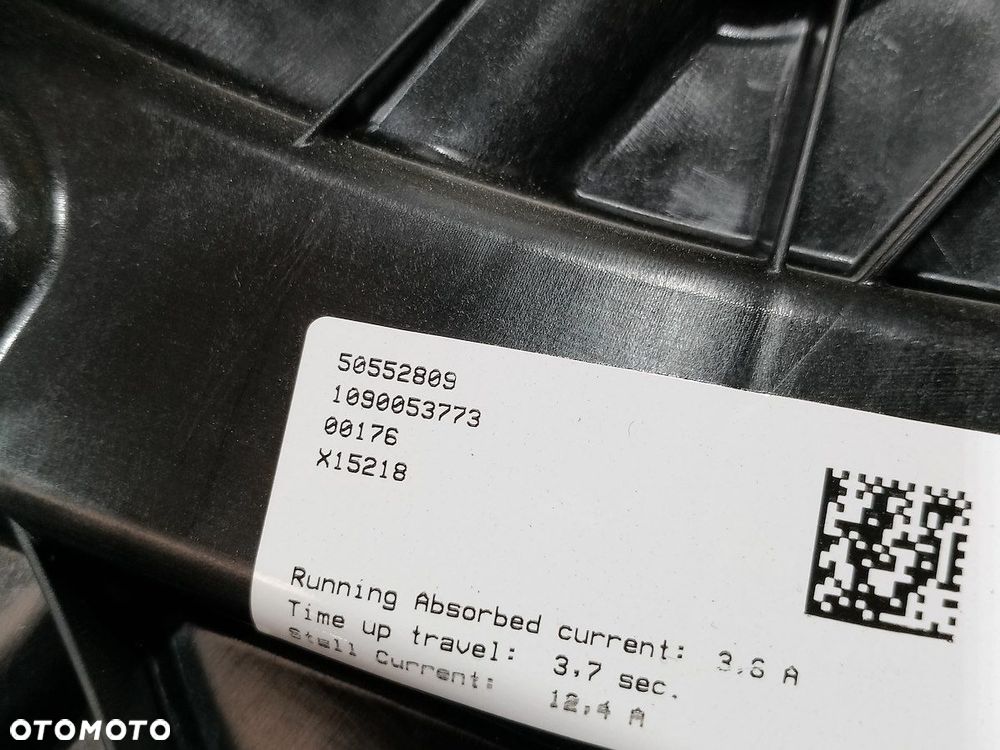 50552809
1090053773
00176
X15218
Running Absorbed current: 3,6 A
Time up travel: 3,7 sec.
Stall Current: 12,4 A
OTOMOTO